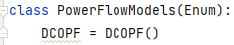 class PowerFlowModels(Enum):
    DCOPF = DCOPF()